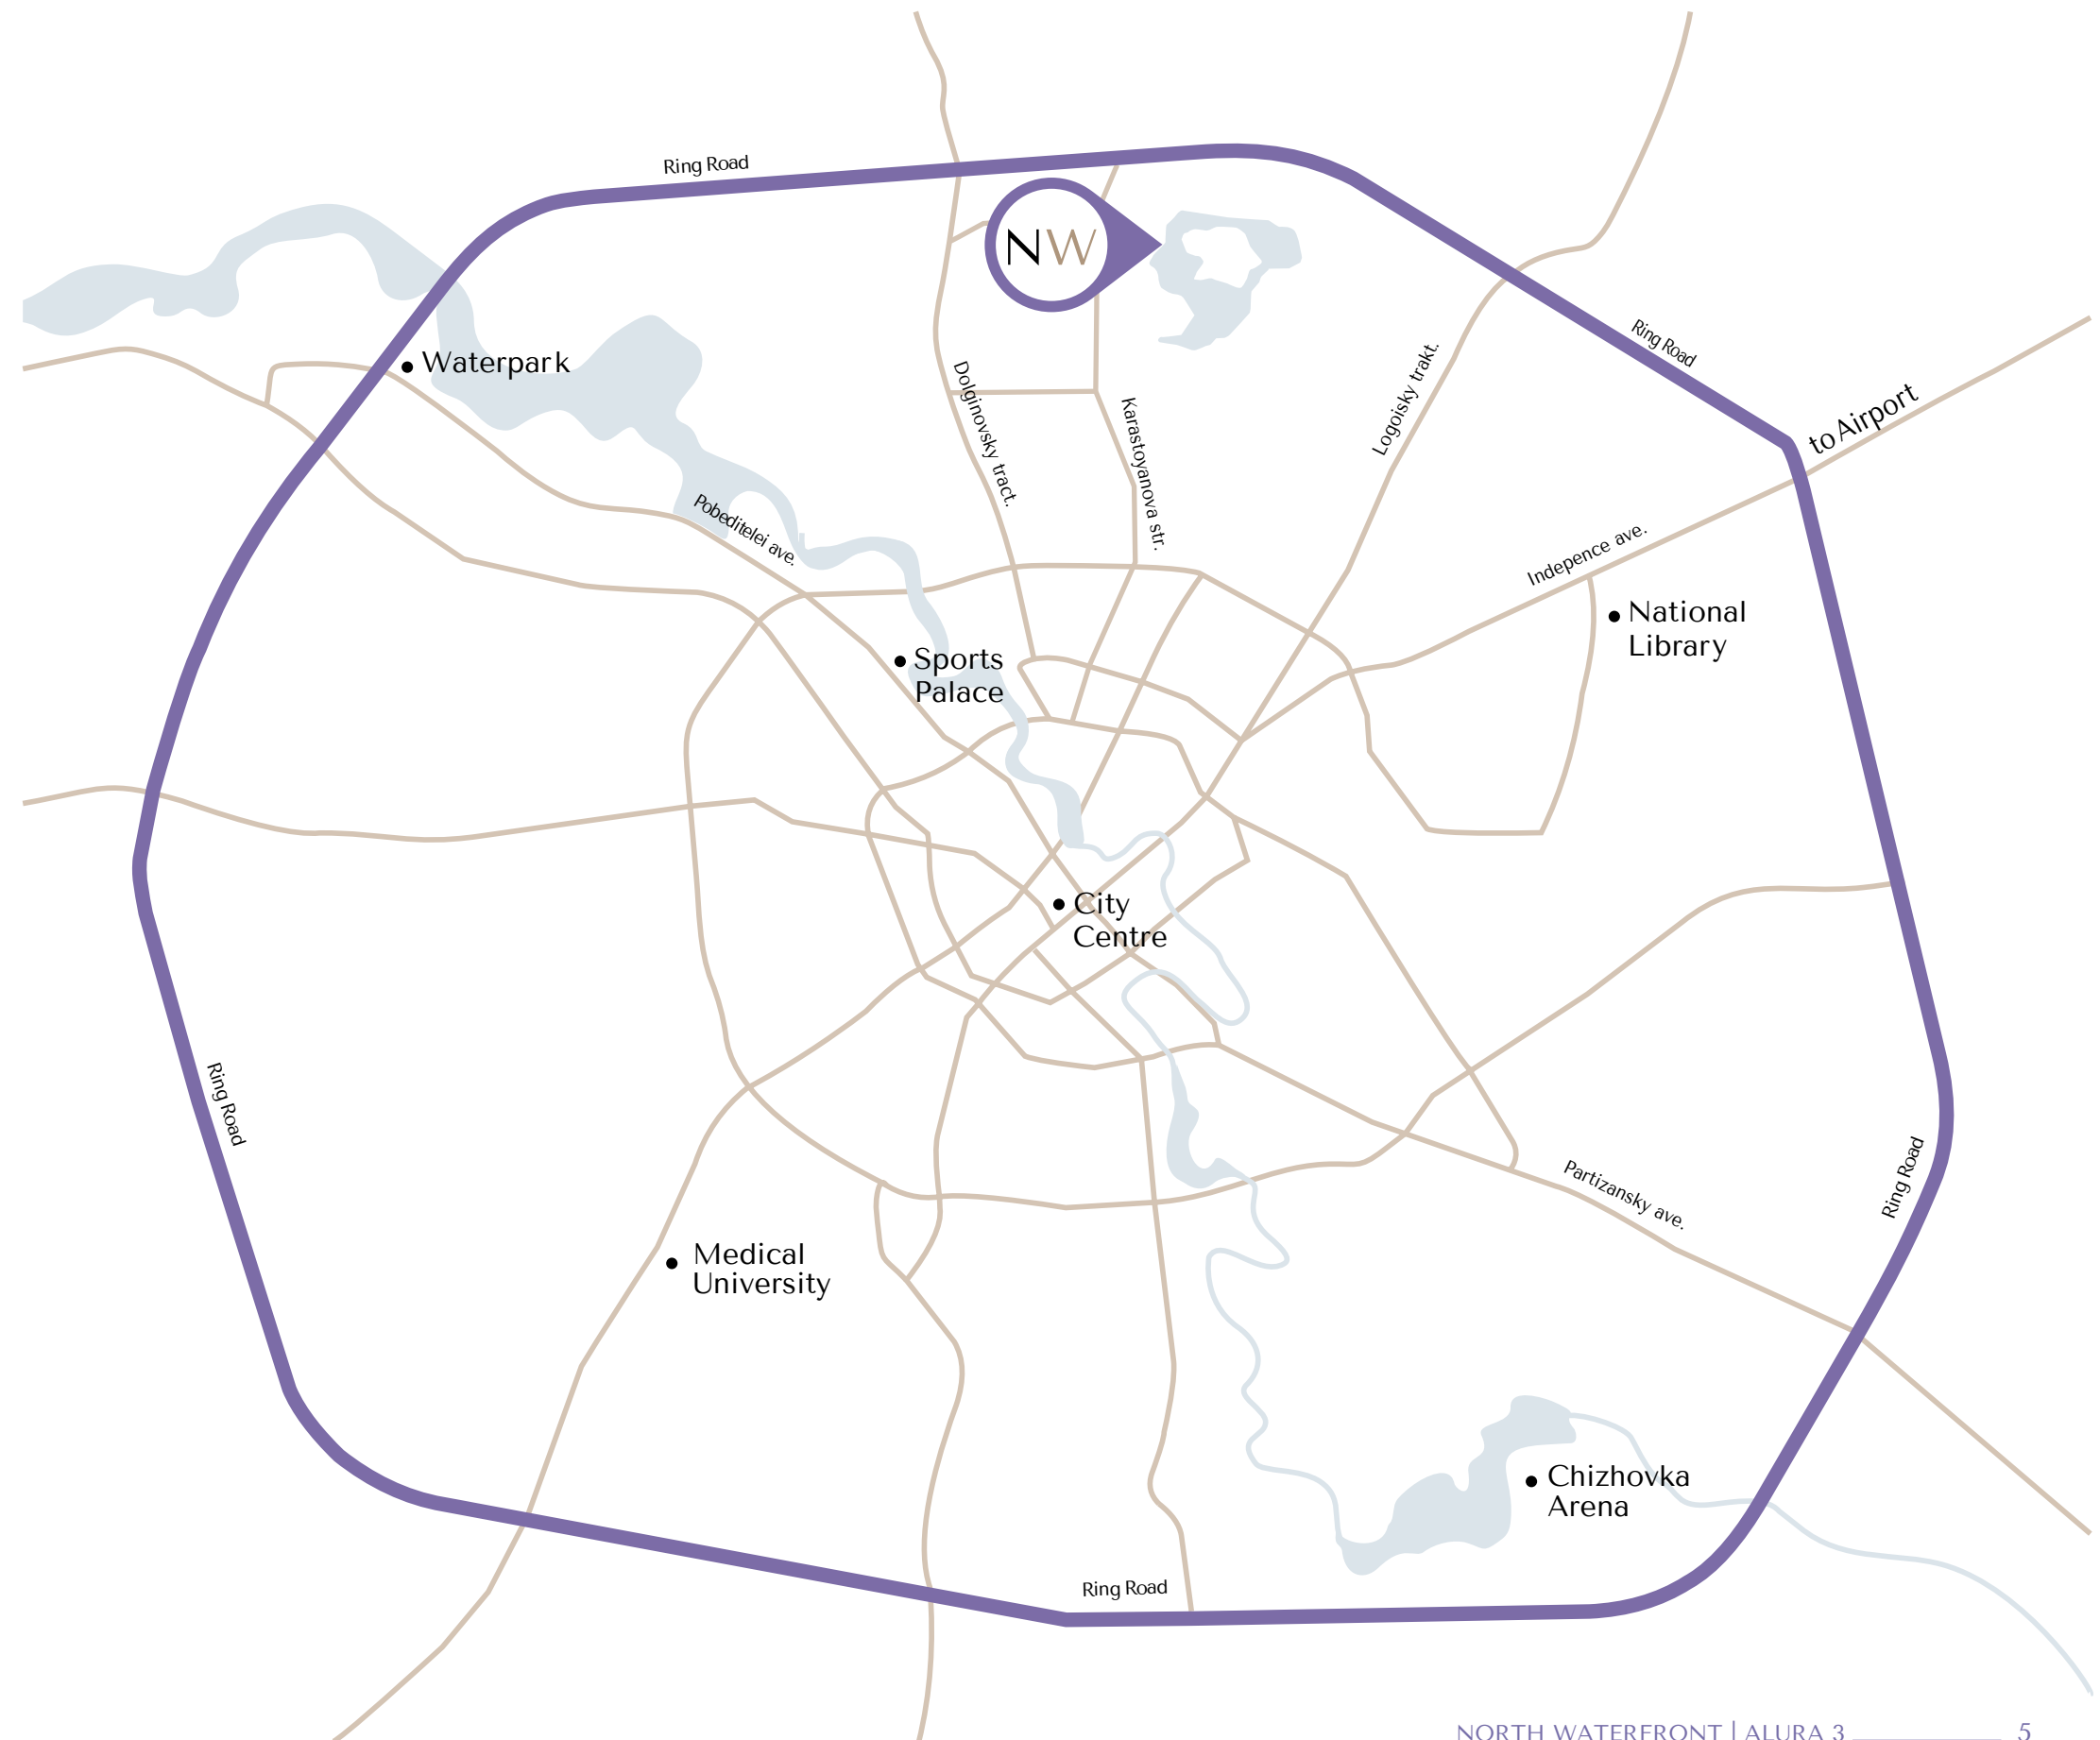 Ring Road
NW
Ring Road
Waterpark
to Airport
Dolginovsky tract.
Karastoyanova str.
Logoisky trakt.
Pobeditelei ave.
Indepence ave.
National
Library
Sports
Palace
City
Centre
Ring Road
Ring Road
Partizansky ave.
Medical
University
Chizhovka
Arena
Ring Road
NORTH WATERFRONT | ALURA 3 5